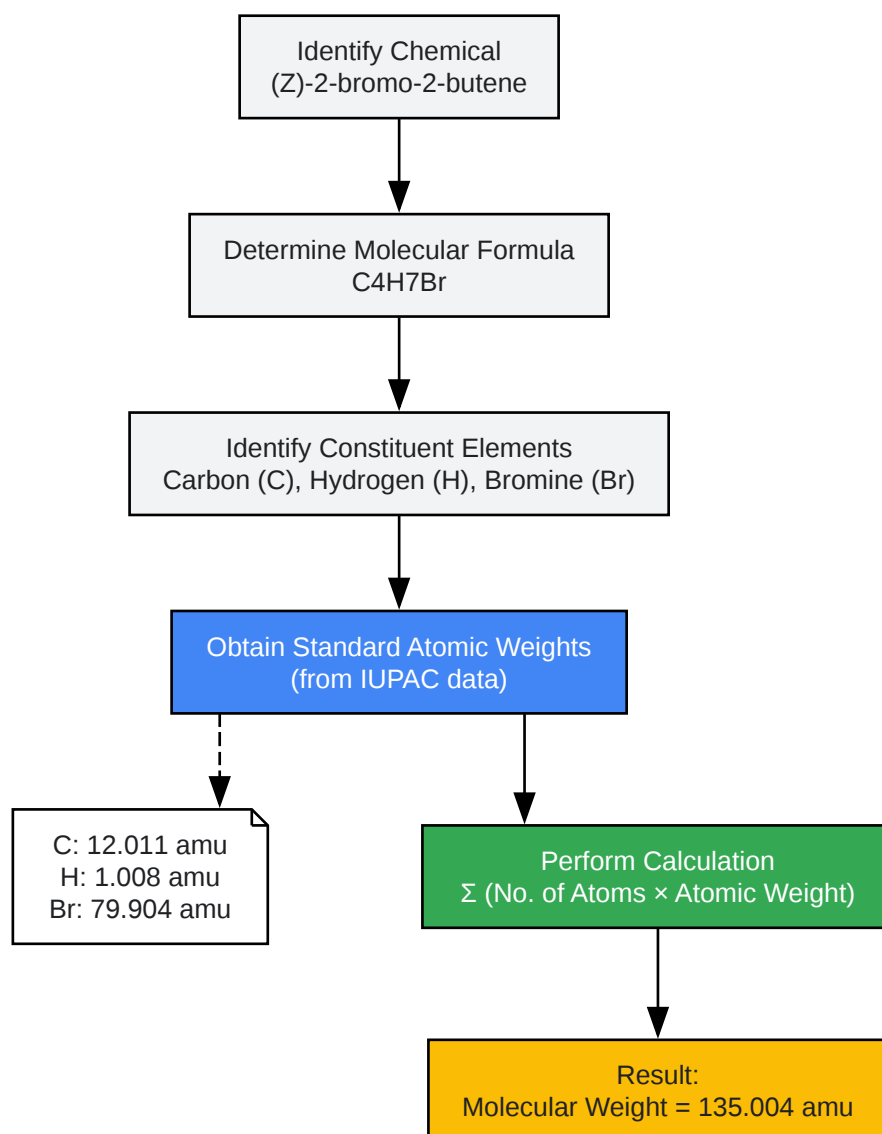 Identify Chemical
(Z)-2-bromo-2-butene
Determine Molecular Formula
C4H7Br
Identify Constituent Elements
Carbon (C), Hydrogen (H), Bromine (Br)
Obtain Standard Atomic Weights
(from IUPAC data)
C: 12.011 amu
H: 1.008 amu
Br: 79.904 amu
Perform Calculation
Σ (No. of Atoms × Atomic Weight)
Result:
Molecular Weight = 135.004 amu